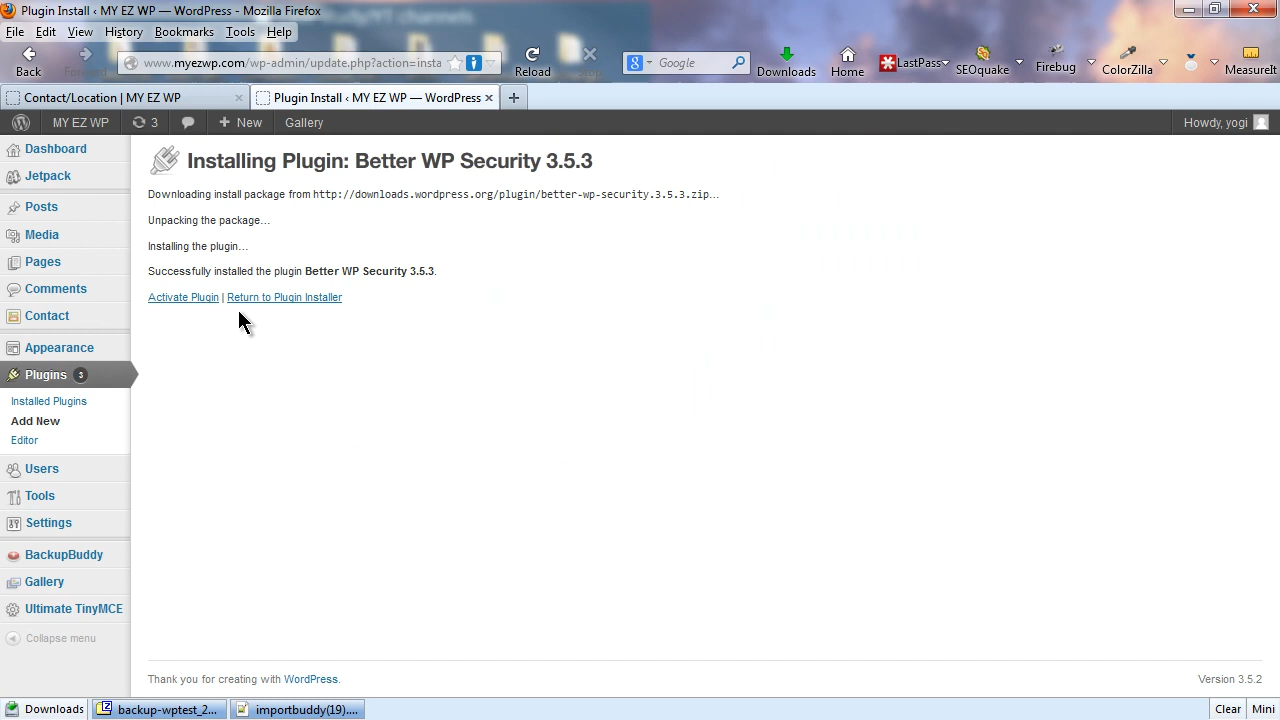 Plugin Install ‹ MY EZ WP — WordPress - Mozilla Firefox
File Edit View History Bookmarks Tools Help
Back www.myezwp.com/wp-admin/update.php?action=insta Reload Google Downloads Home LastPass SEOquake Firebug ColorZilla MeasureIt
Contact/Location | MY EZ WP × Plugin Install ‹ MY EZ WP — WordPress × +
MY EZ WP 3 + New Gallery Howdy, yogi
Dashboard
Jetpack
Posts
Media
Pages
Comments
Contact
Appearance
Plugins 3
Installed Plugins
Add New
Editor
Users
Tools
Settings
BackupBuddy
Gallery
Ultimate TinyMCE
Collapse menu
Installing Plugin: Better WP Security 3.5.3
Downloading install package from http://downloads.wordpress.org/plugin/better-wp-security.3.5.3.zip…
Unpacking the package…
Installing the plugin…
Successfully installed the plugin Better WP Security 3.5.3.
Activate Plugin | Return to Plugin Installer
Thank you for creating with WordPress. Version 3.5.2
Downloads backup-wptest_2... importbuddy(19).... Clear Mini